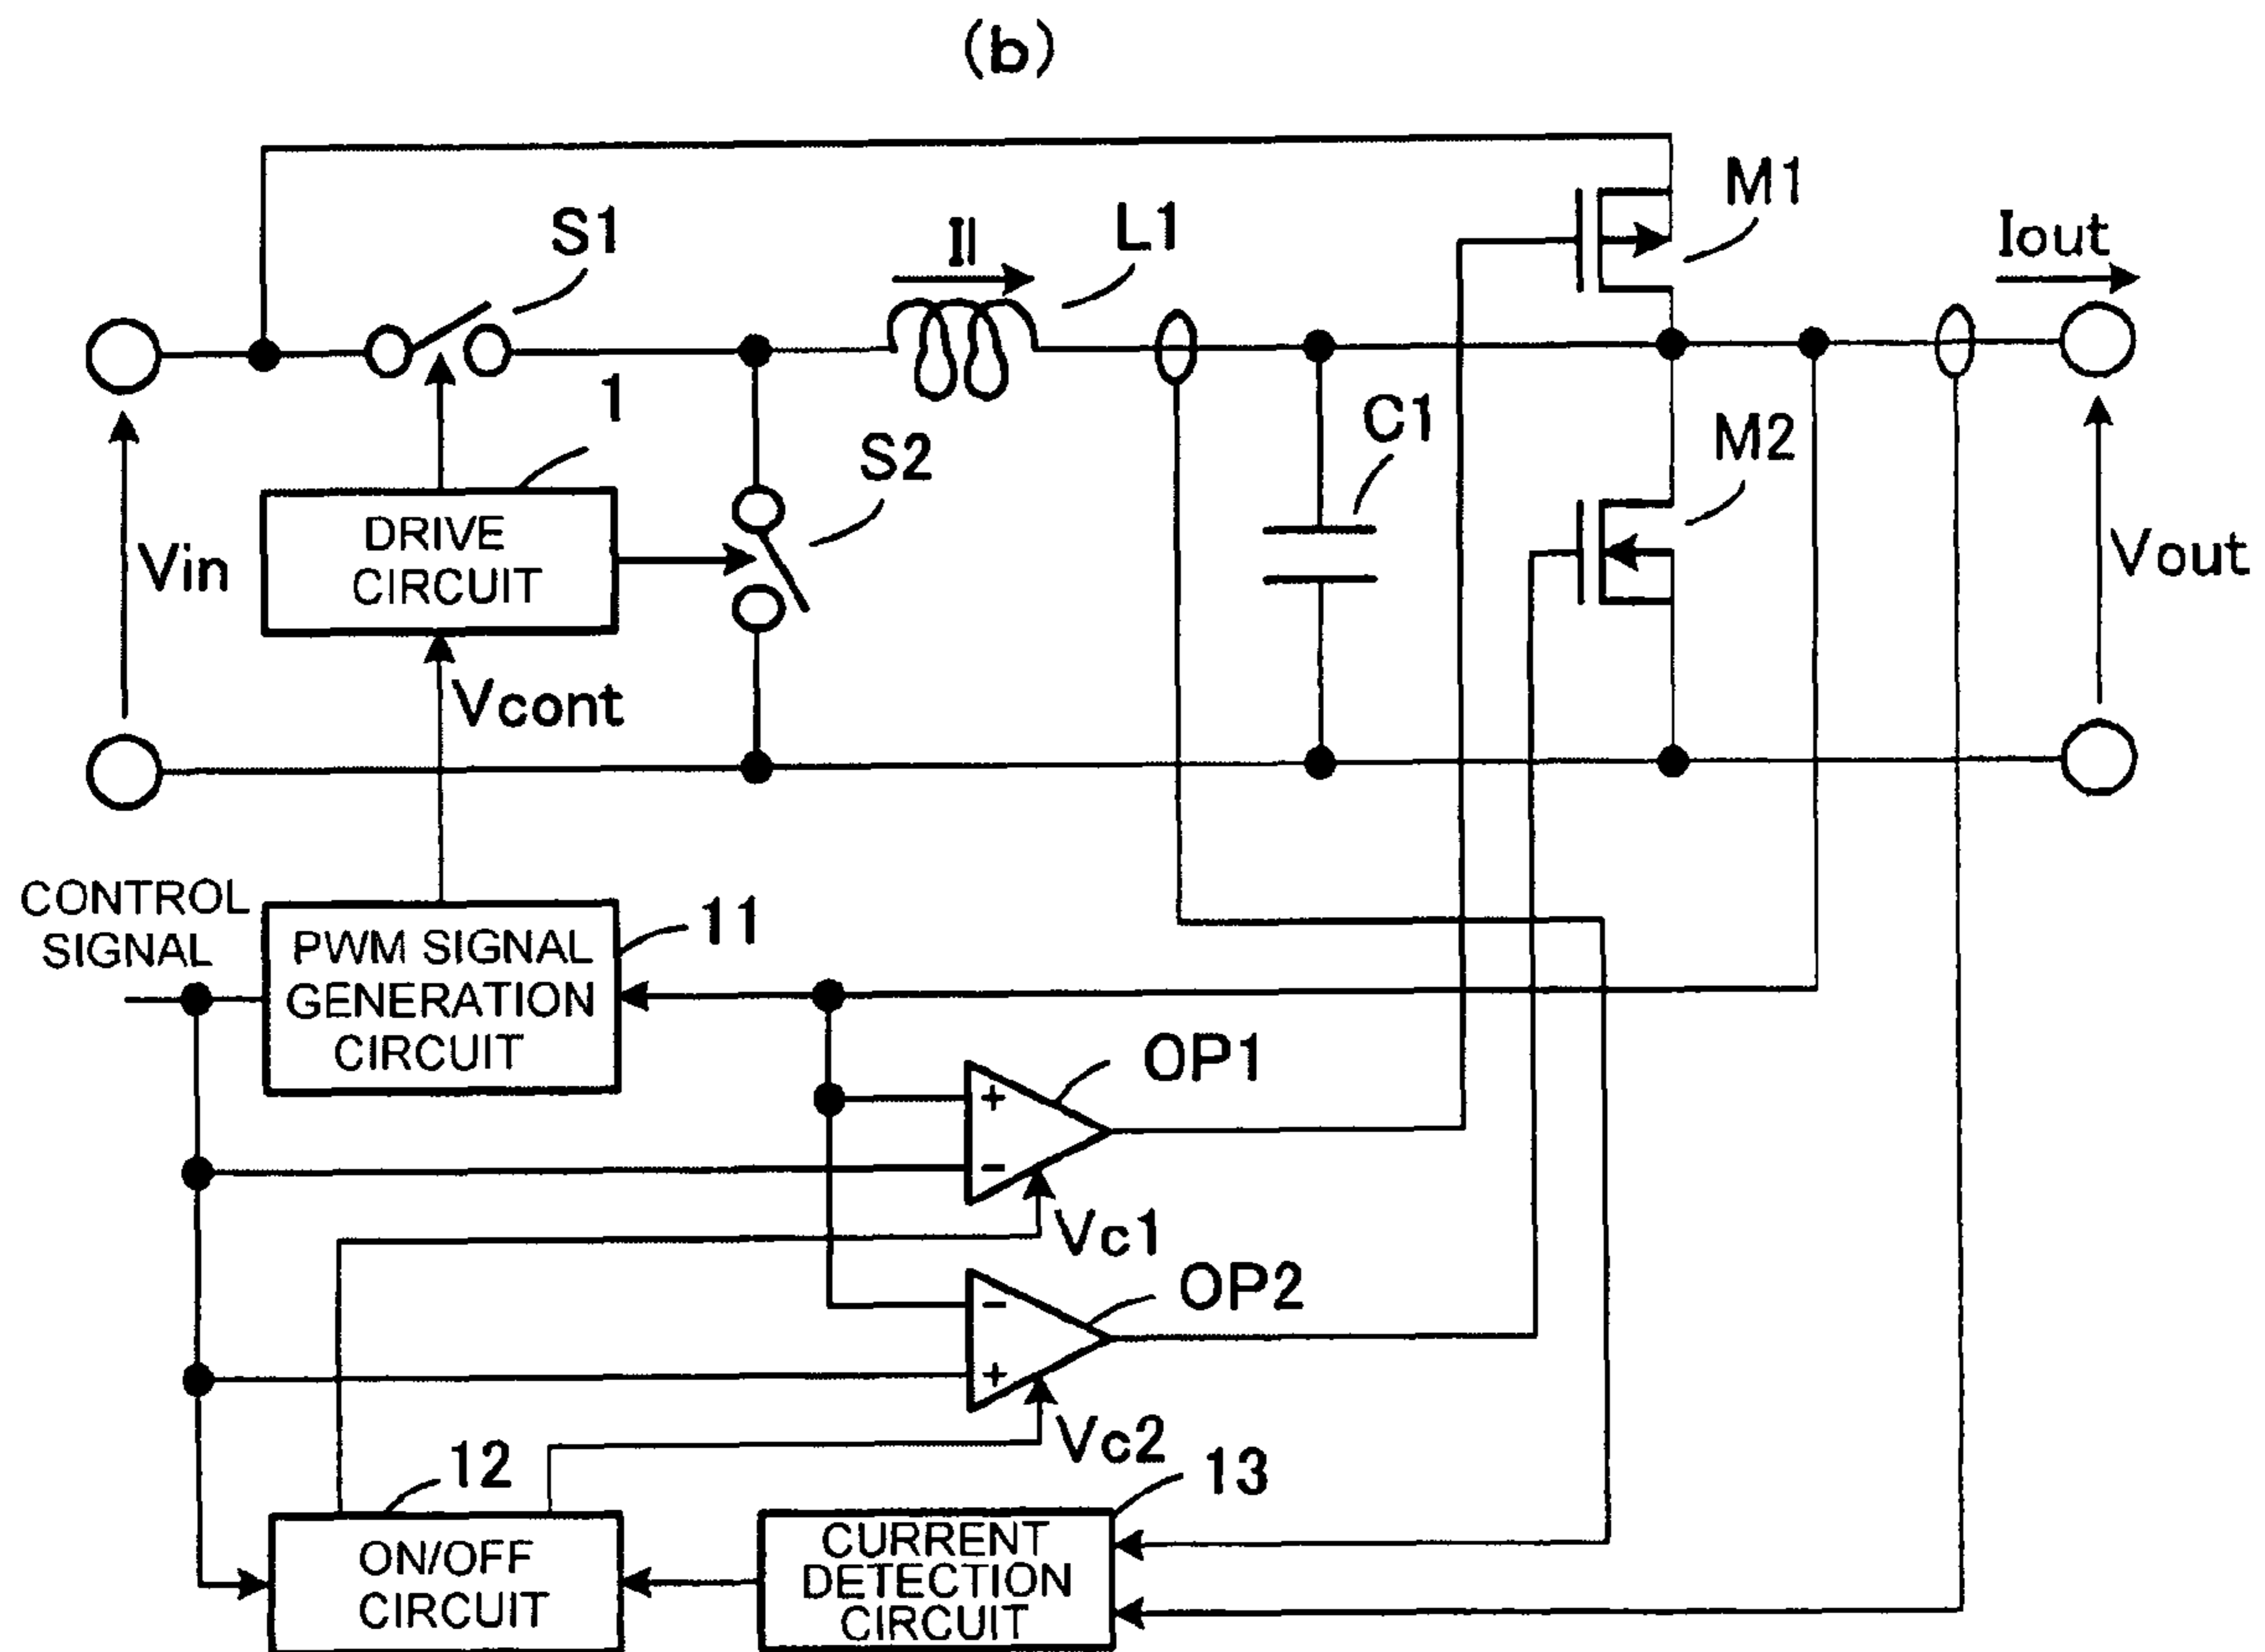 (b)
M1
S1
Il
L1
Iout
1
C1
M2
S2
DRIVE
CIRCUIT
Vin
Vout
Vcont
CONTROL
SIGNAL
11
PWM SIGNAL
GENERATION
CIRCUIT
OP1
+
-
Vc1
OP2
-
+
Vc2
12
13
ON/OFF
CIRCUIT
CURRENT
DETECTION
CIRCUIT